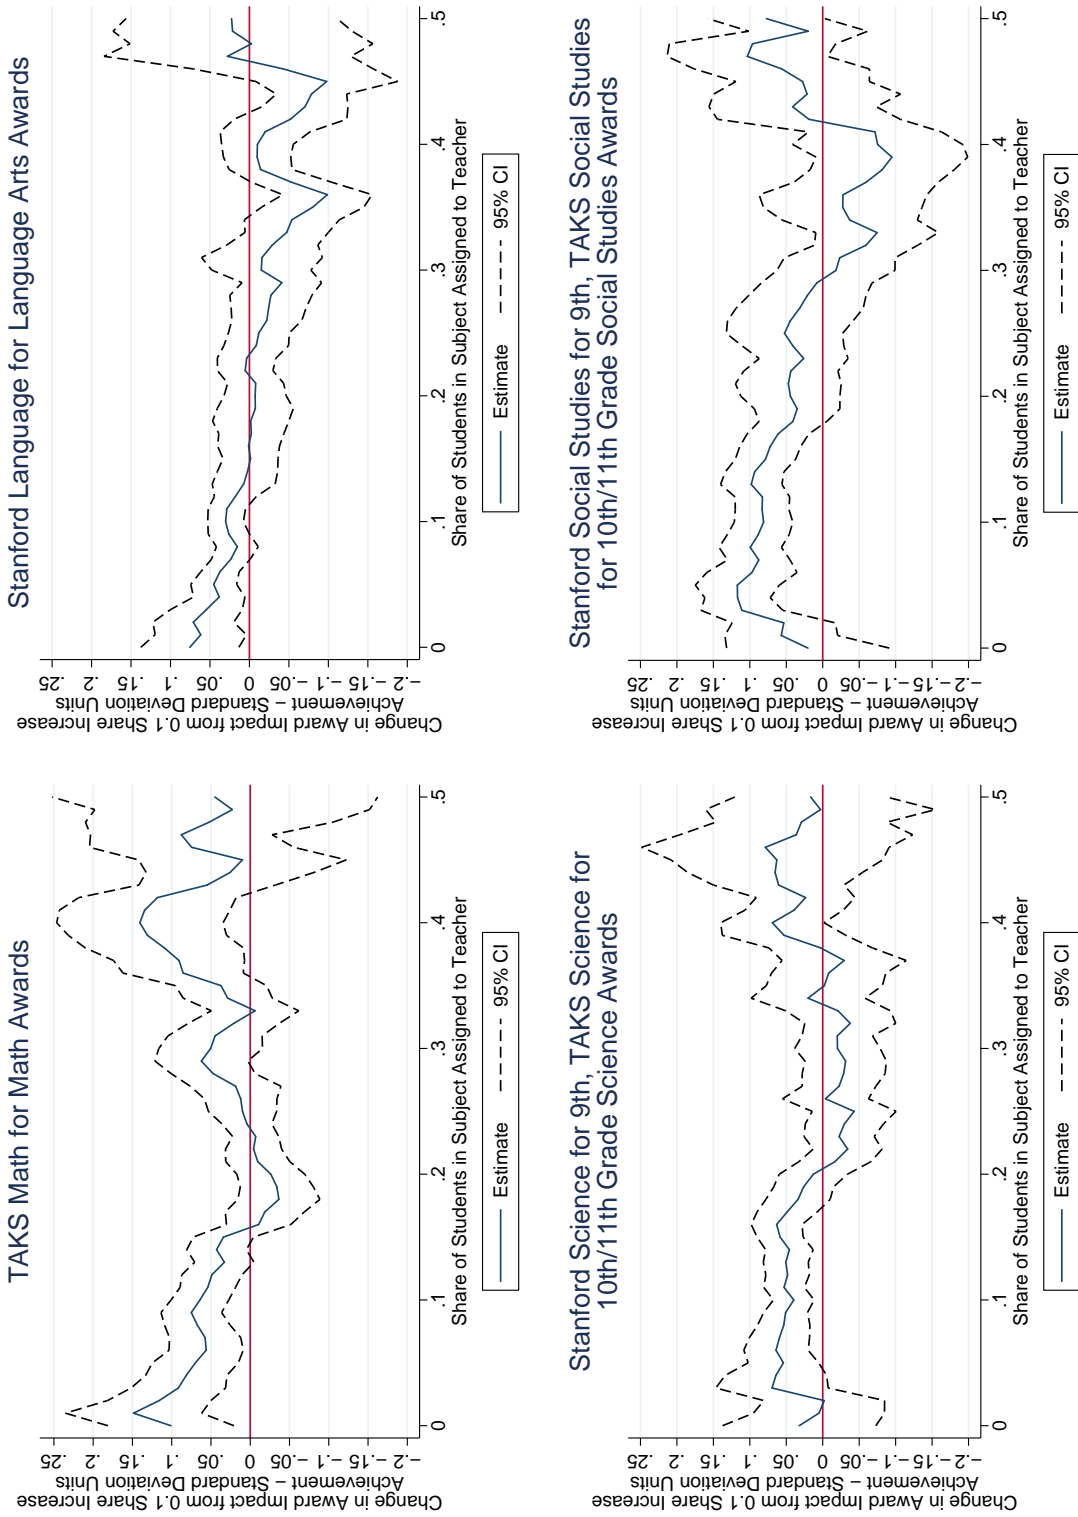 TAKS Math for Math Awards
Change in Award Impact from 0.1 Share Increase
Achievement – Standard Deviation Units
.25
.2
.15
.1
.05
0
-.05
-.1
-.15
-.2
0
.1
.2
.3
.4
.5
Share of Students in Subject Assigned to Teacher
Estimate
95% CI
Stanford Language for Language Arts Awards
Change in Award Impact from 0.1 Share Increase
Achievement – Standard Deviation Units
.25
.2
.15
.1
.05
0
-.05
-.1
-.15
-.2
0
.1
.2
.3
.4
.5
Share of Students in Subject Assigned to Teacher
Estimate
95% CI
Stanford Science for 9th, TAKS Science for
10th/11th Grade Science Awards
Change in Award Impact from 0.1 Share Increase
Achievement – Standard Deviation Units
.25
.2
.15
.1
.05
0
-.05
-.1
-.15
-.2
0
.1
.2
.3
.4
.5
Share of Students in Subject Assigned to Teacher
Estimate
95% CI
Stanford Social Studies for 9th, TAKS Social Studies
for 10th/11th Grade Social Studies Awards
Change in Award Impact from 0.1 Share Increase
Achievement – Standard Deviation Units
.25
.2
.15
.1
.05
0
-.05
-.1
-.15
-.2
0
.1
.2
.3
.4
.5
Share of Students in Subject Assigned to Teacher
Estimate
95% CI